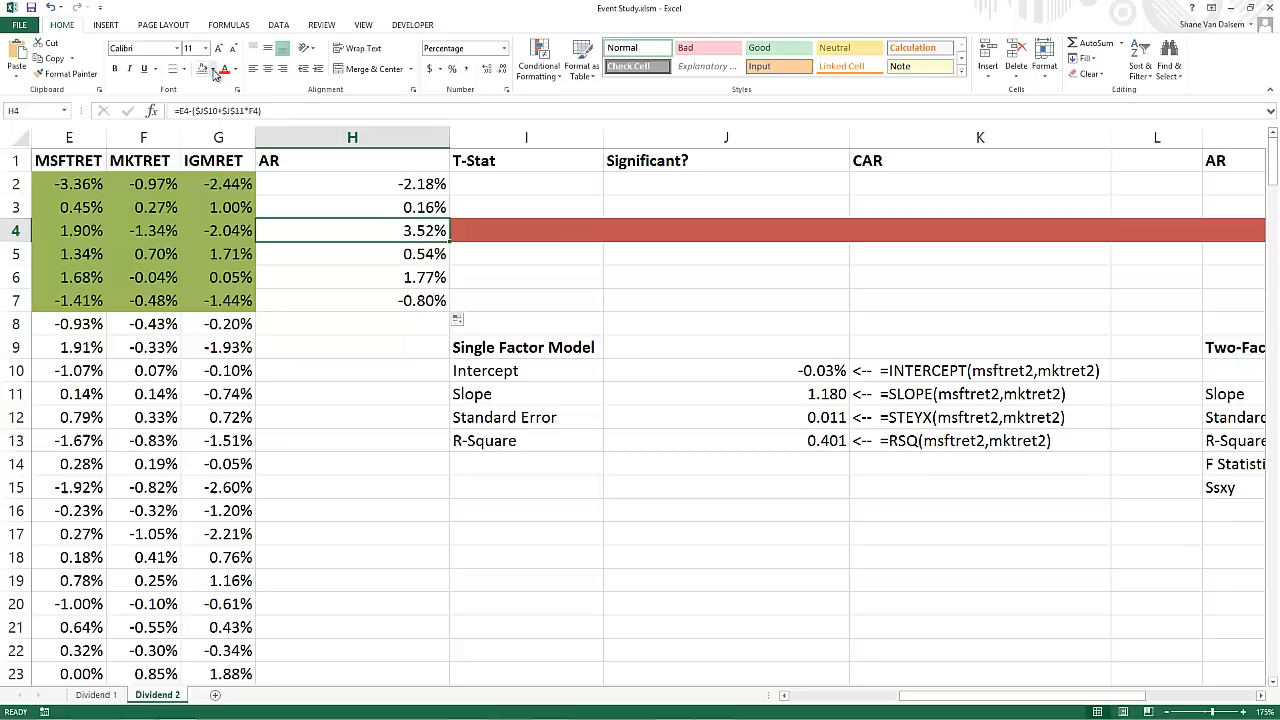 Event Study.xlsm - Excel
FILE HOME INSERT PAGE LAYOUT FORMULAS DATA REVIEW VIEW DEVELOPER Shane Van Dalsem
Cut
Copy
Format Painter
Paste
Clipboard
Calibri 11
B I U
Font
Wrap Text
Merge & Center
Alignment
Percentage
$ % ,
Number
Conditional Formatting
Format as Table
Normal Bad Good Neutral Calculation
Check Cell Explanatory ... Input Linked Cell Note
Styles
Insert Delete Format
Cells
AutoSum
Fill
Clear
Sort & Filter
Find & Select
Editing
H4 fx =E4-($J$10+$J$11*F4)
E F G H I J K L
1 MSFTRET MKTRET IGMRET AR T-Stat Significant? CAR AR
2 -3.36% -0.97% -2.44% -2.18%
3 0.45% 0.27% 1.00% 0.16%
4 1.90% -1.34% -2.04% 3.52%
5 1.34% 0.70% 1.71% 0.54%
6 1.68% -0.04% 0.05% 1.77%
7 -1.41% -0.48% -1.44% -0.80%
8 -0.93% -0.43% -0.20%
9 1.91% -0.33% -1.93% Single Factor Model Two-Fac
10 -1.07% 0.07% -0.10% Intercept -0.03% <-- =INTERCEPT(msftret2,mktret2)
11 0.14% 0.14% -0.74% Slope 1.180 <-- =SLOPE(msftret2,mktret2) Slope
12 0.79% 0.33% 0.72% Standard Error 0.011 <-- =STEYX(msftret2,mktret2) Standard
13 -1.67% -0.83% -1.51% R-Square 0.401 <-- =RSQ(msftret2,mktret2) R-Square
14 0.28% 0.19% -0.05% F Statisti
15 -1.92% -0.82% -2.60% Ssxy
16 -0.23% -0.32% -1.20%
17 0.27% -1.05% -2.21%
18 0.18% 0.41% 0.76%
19 0.78% 0.25% 1.16%
20 -1.00% -0.10% -0.61%
21 0.64% -0.55% 0.43%
22 0.32% -0.30% -0.34%
23 0.00% 0.85% 1.88%
Dividend 1 Dividend 2
READY 175%